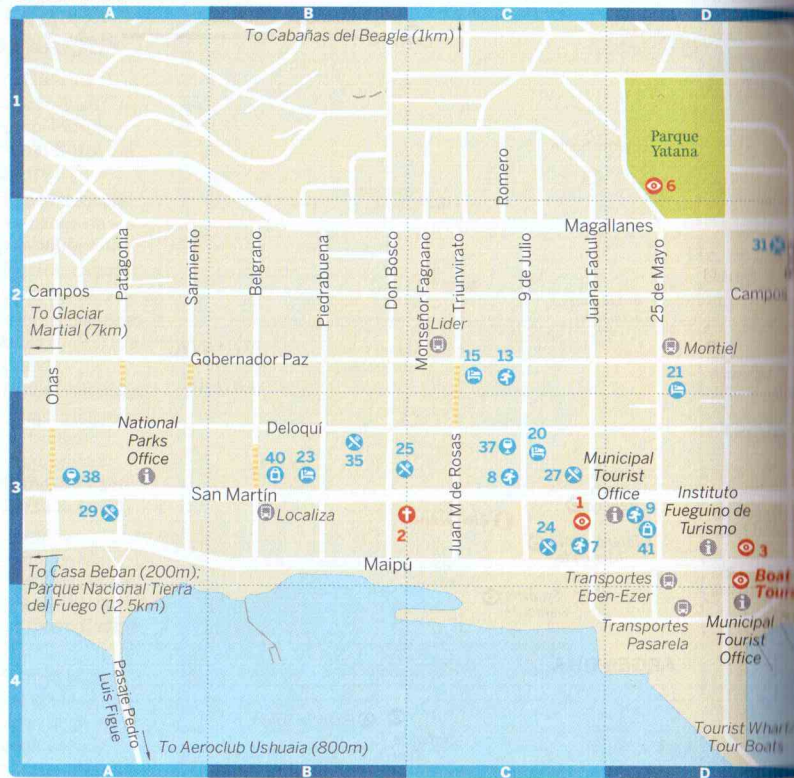 A
B
C
D
To Cabañas del Beagle (1km)
1
Parque
Yatana
6
Romero
Magallanes
31
2
Campos
Patagonia
Sarmiento
Belgrano
Piedrabuena
Don Bosco
Monseñor Fagnano
Triunvirato
9 de Julio
Juana Fadul
25 de Mayo
Campos
To Glaciar
Martial (7km)
Lider
Montiel
Gobernador Paz
15
13
21
Onas
National
Parks
Office
Deloquí
40
23
35
25
37
20
Juan M de Rosas
Municipal
Tourist
Office
3
38
8
27
San Martín
Instituto
Fueguino de
Turismo
29
Localiza
2
1
9
24
7
41
3
Maipú
To Casa Beban (200m);
Parque Nacional Tierra
del Fuego (12.5km)
Transportes
Eben-Ezer
Boat
Tours
Transportes
Pasarela
Municipal
Tourist
Office
4
Pasaje Pedro
Luis Figue
To Aeroclub Ushuaia (800m)
Tourist Wharf
Tour Boats
A
B
C
D